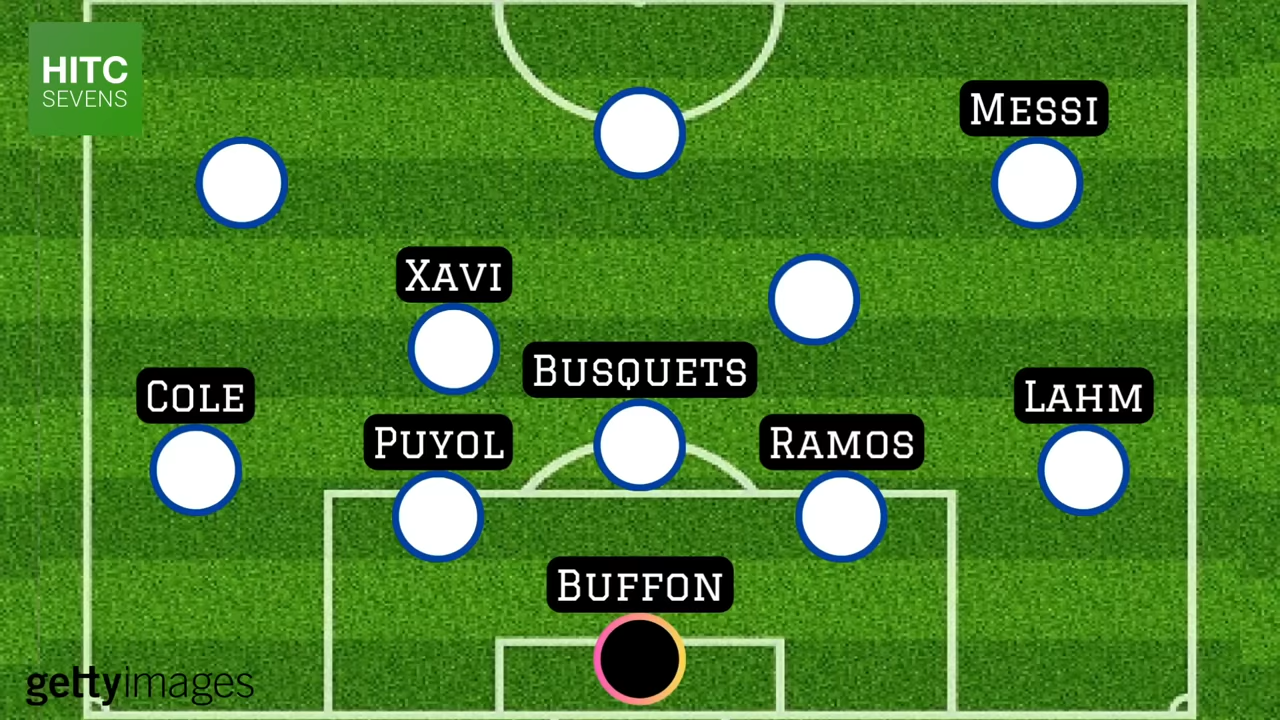 HITC
SEVENS
MESSI
XAVI
BUSQUETS
COLE
LAHM
PUYOL
RAMOS
BUFFON
gettyimages